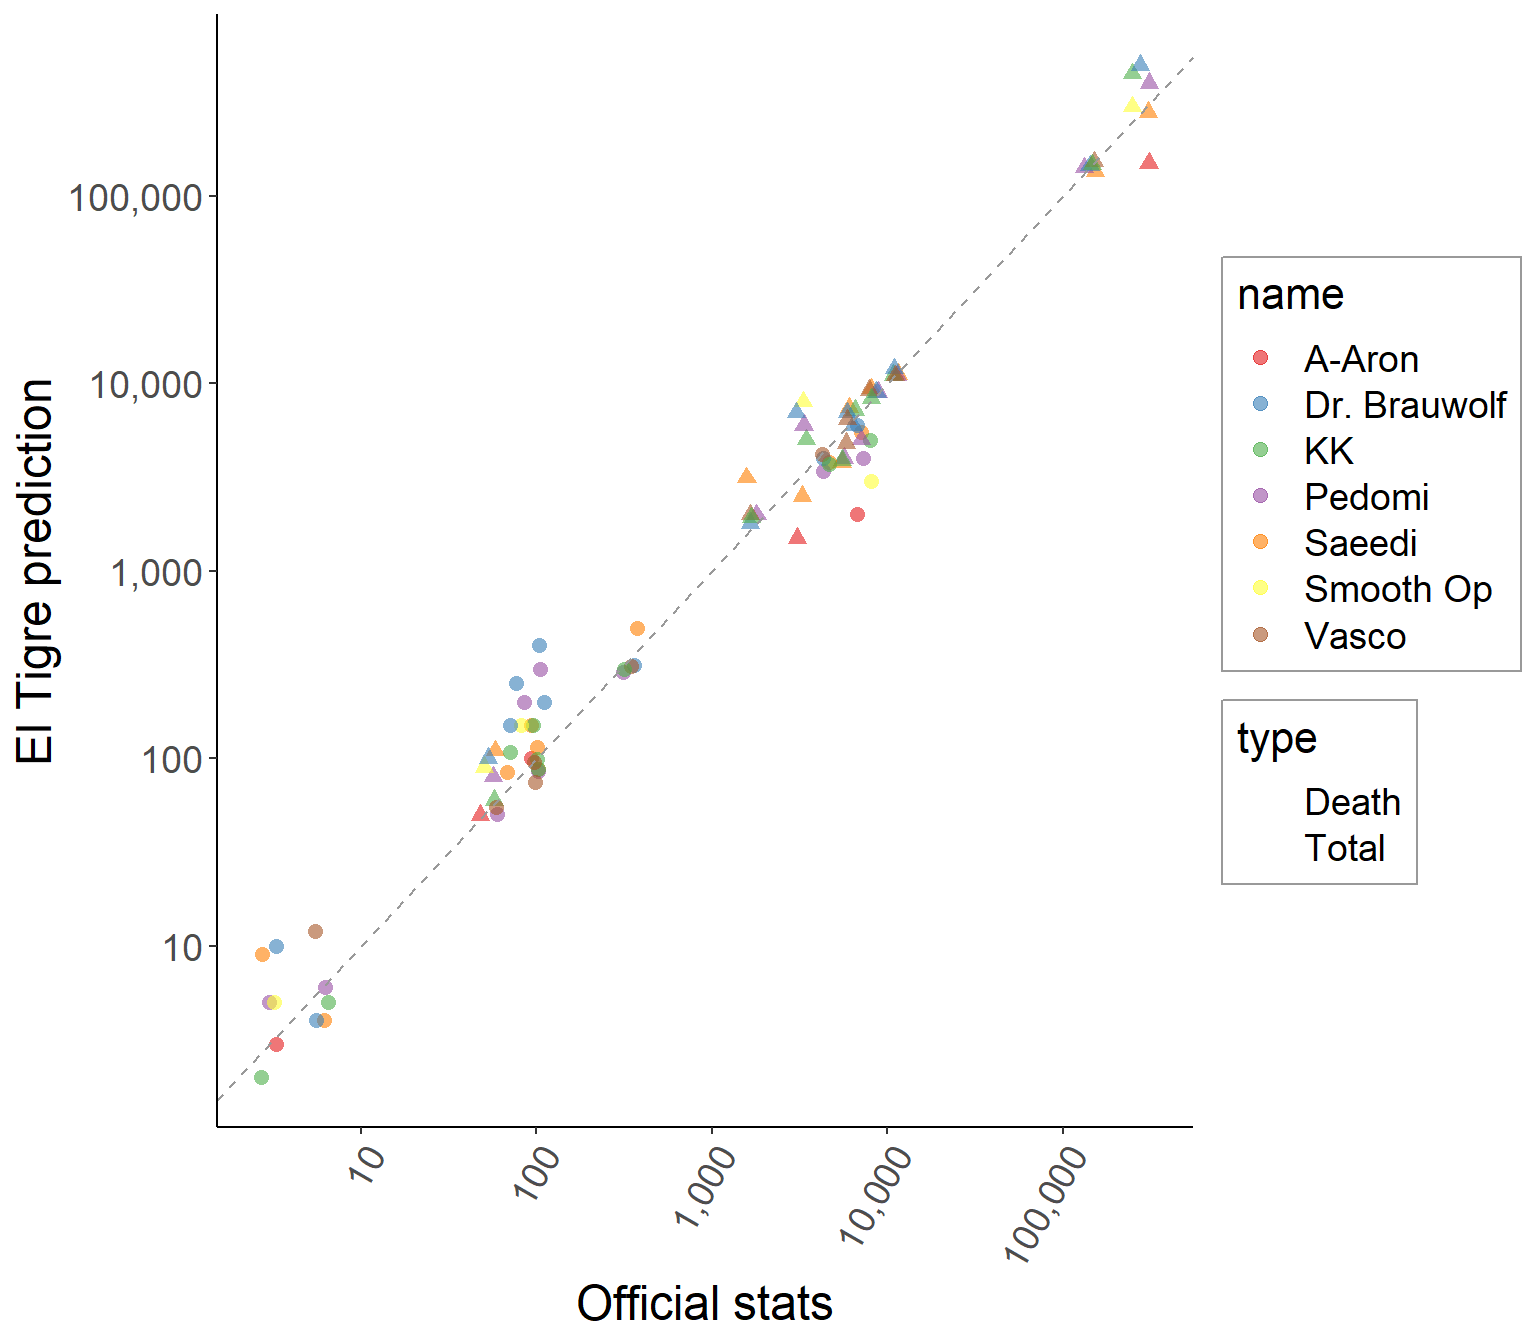 El Tigre prediction
100,000
10,000
1,000
100
10
10
100
1,000
10,000
100,000
Official stats
name
A-Aron
Dr. Brauwolf
KK
Pedomi
Saeedi
Smooth Op
Vasco
type
Death
Total